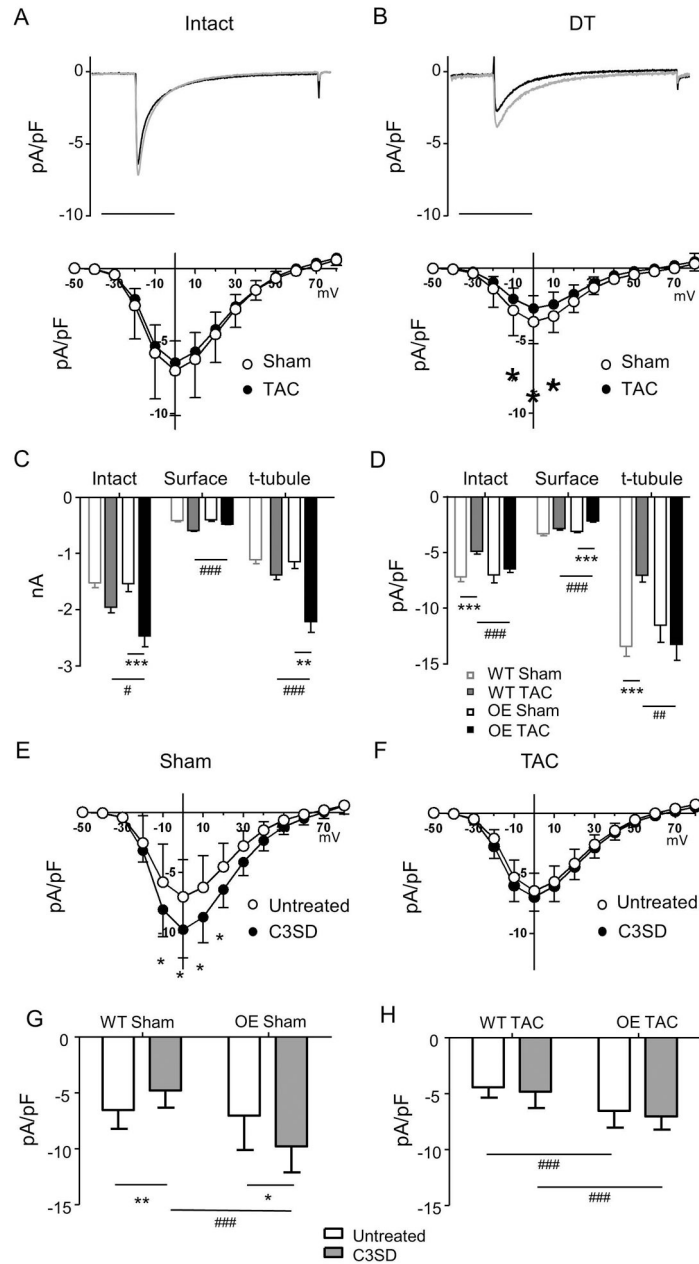 A
Intact
B
DT
0
-5
-10
pA/pF
0
-5
-10
pA/pF
-50 -30 -10 10 30 50 70
mV
-5
-10
pA/pF
Sham
TAC
-50 -30 -10 10 30 50 70
mV
-5
-10
pA/pF
Sham
TAC
* * *
C
Intact Surface t-tubule
0
-1
-2
-3
nA
###
*** **
# ###
D
Intact Surface t-tubule
0
-5
-10
-15
pA/pF
***
***
###
###
***
##
WT Sham
WT TAC
OE Sham
OE TAC
E
Sham
-50 -30 -10 10 30 50 70
mV
-5
-10
pA/pF
Untreated
C3SD
* * * *
F
TAC
-50 -30 -10 10 30 50 70
mV
-5
-10
pA/pF
Untreated
C3SD
G
WT Sham OE Sham
0
-5
-10
-15
pA/pF
** *
###
H
WT TAC OE TAC
0
-5
-10
-15
pA/pF
###
###
Untreated
C3SD